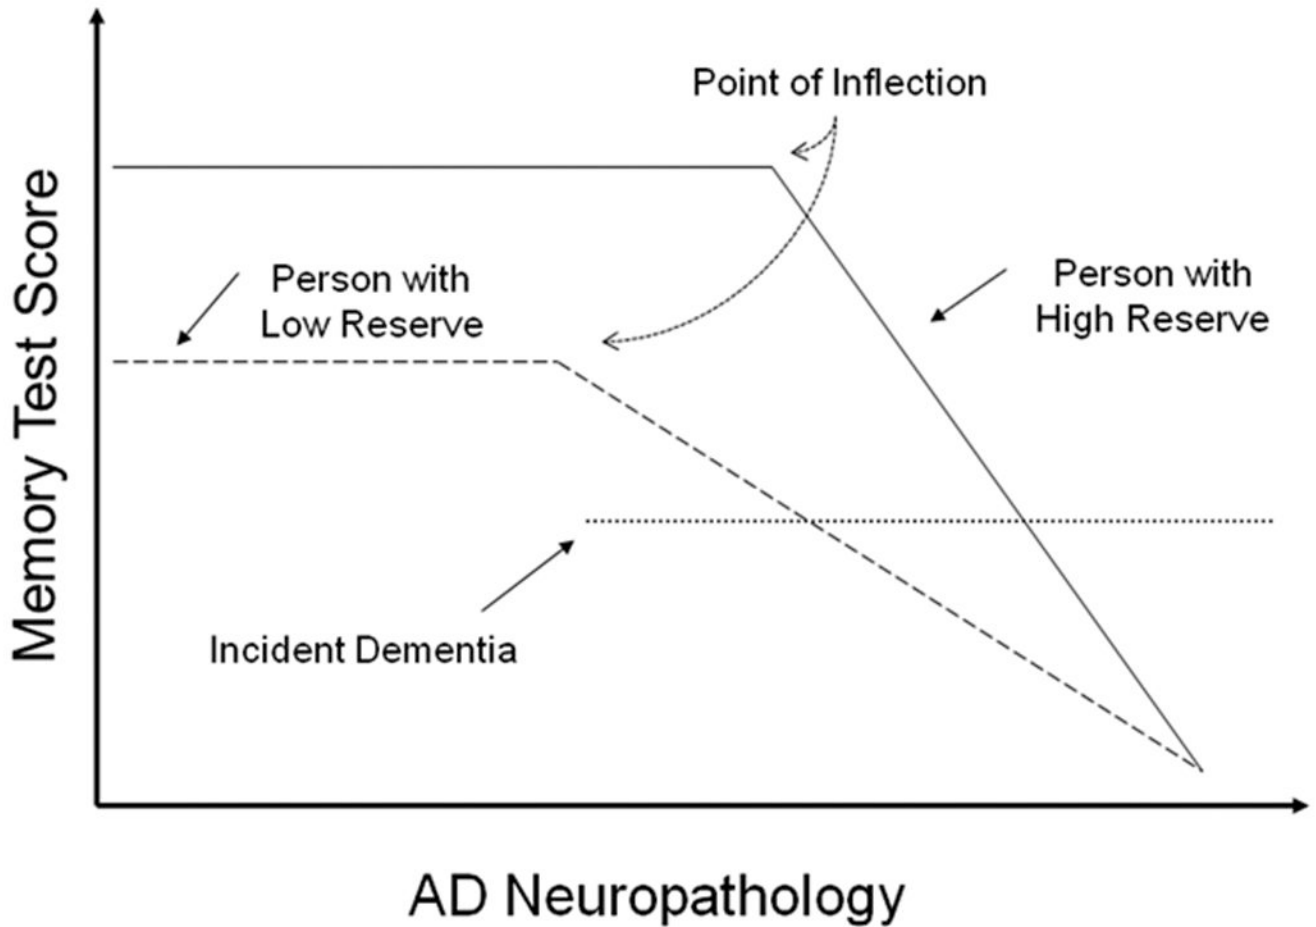 Point of Inflection
Person with
Low Reserve
Person with
High Reserve
Incident Dementia
Memory Test Score
AD Neuropathology